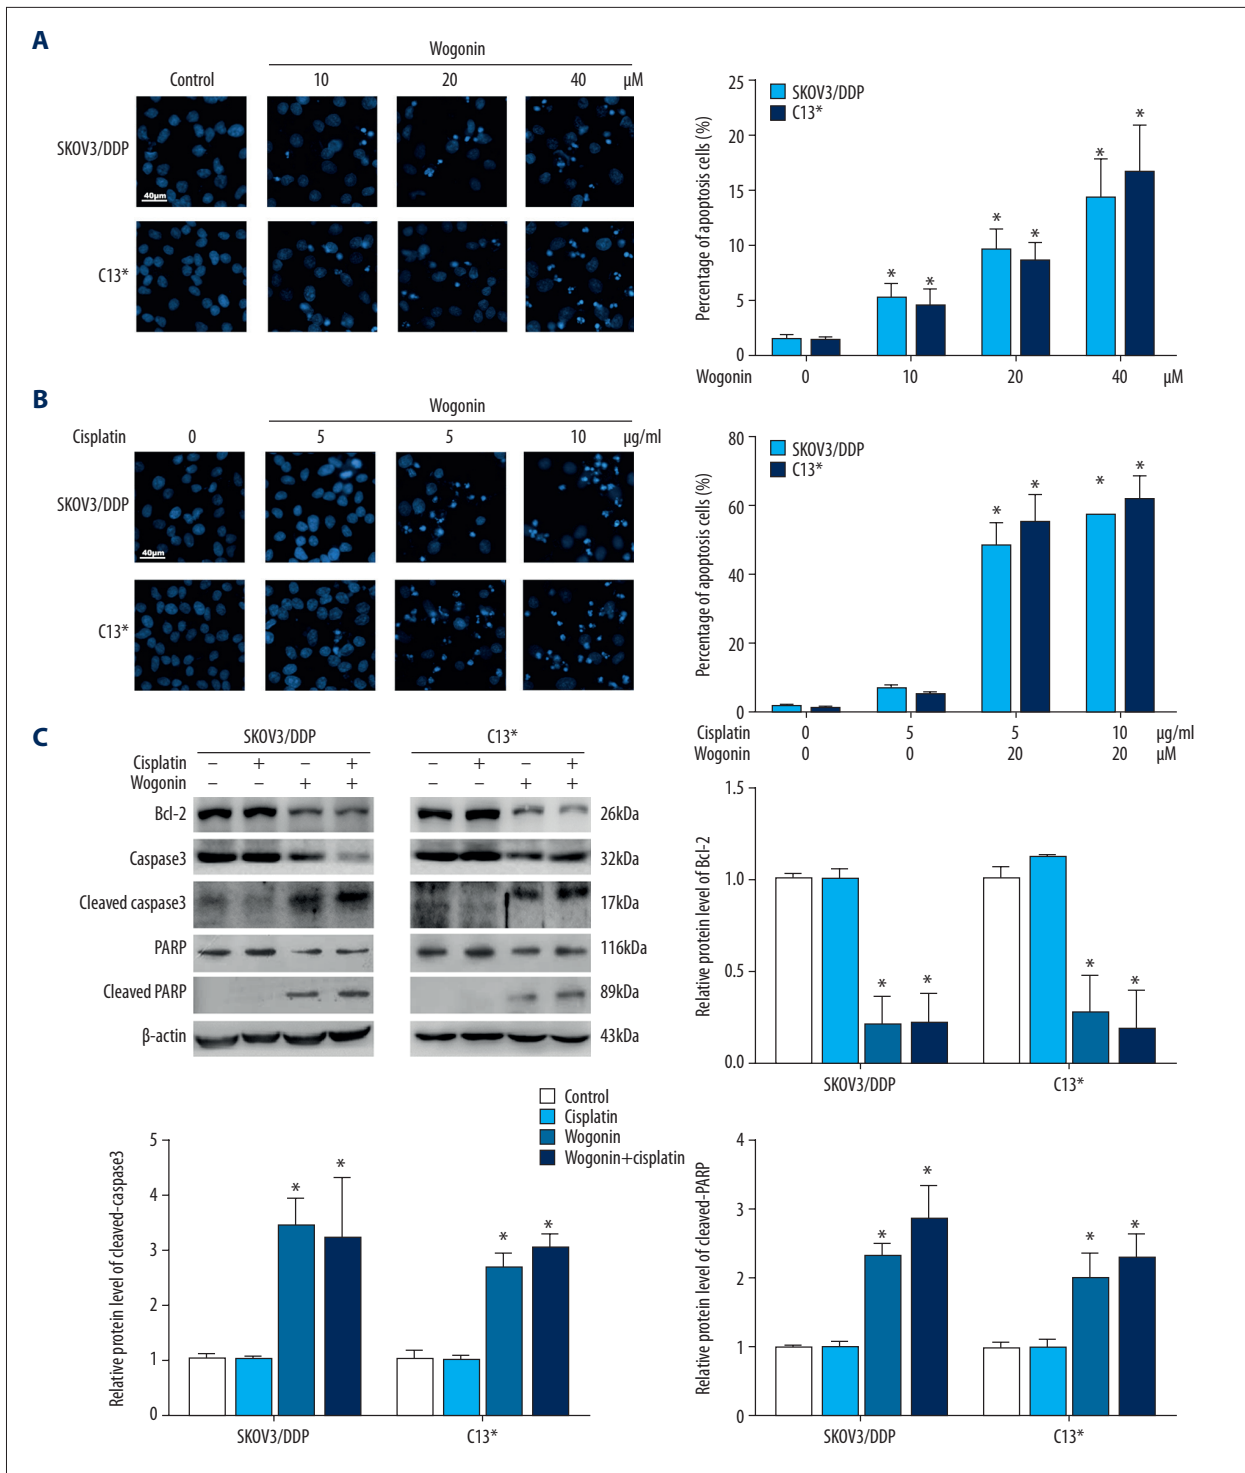 A
Wogonin
Control 10 20 40 μM
SKOV3/DDP
40μm
C13*
Percentage of apoptosis cells (%)
25
20
15
10
5
0
SKOV3/DDP
C13*
* * * * * *
Wogonin 0 10 20 40 μM
B
Wogonin
Cisplatin 0 5 5 10 μg/ml
SKOV3/DDP
40μm
C13*
Percentage of apoptosis cells (%)
80
60
40
20
0
SKOV3/DDP
C13*
* * * *
Cisplatin 0 5 5 10 μg/ml
Wogonin 0 0 20 20 μM
C
SKOV3/DDP C13*
Cisplatin – + – + – + – +
Wogonin – – + + – – + +
Bcl-2 26kDa
Caspase3 32kDa
Cleaved caspase3 17kDa
PARP 116kDa
Cleaved PARP 89kDa
β-actin 43kDa
Relative protein level of Bcl-2
1.5
1.0
0.5
0.0
* * * *
SKOV3/DDP C13*
Control
Cisplatin
Wogonin
Wogonin+cisplatin
Relative protein level of cleaved-caspase3
5
4
3
2
1
0
* * * *
SKOV3/DDP C13*
Relative protein level of cleaved-PARP
4
3
2
1
0
* * * *
SKOV3/DDP C13*